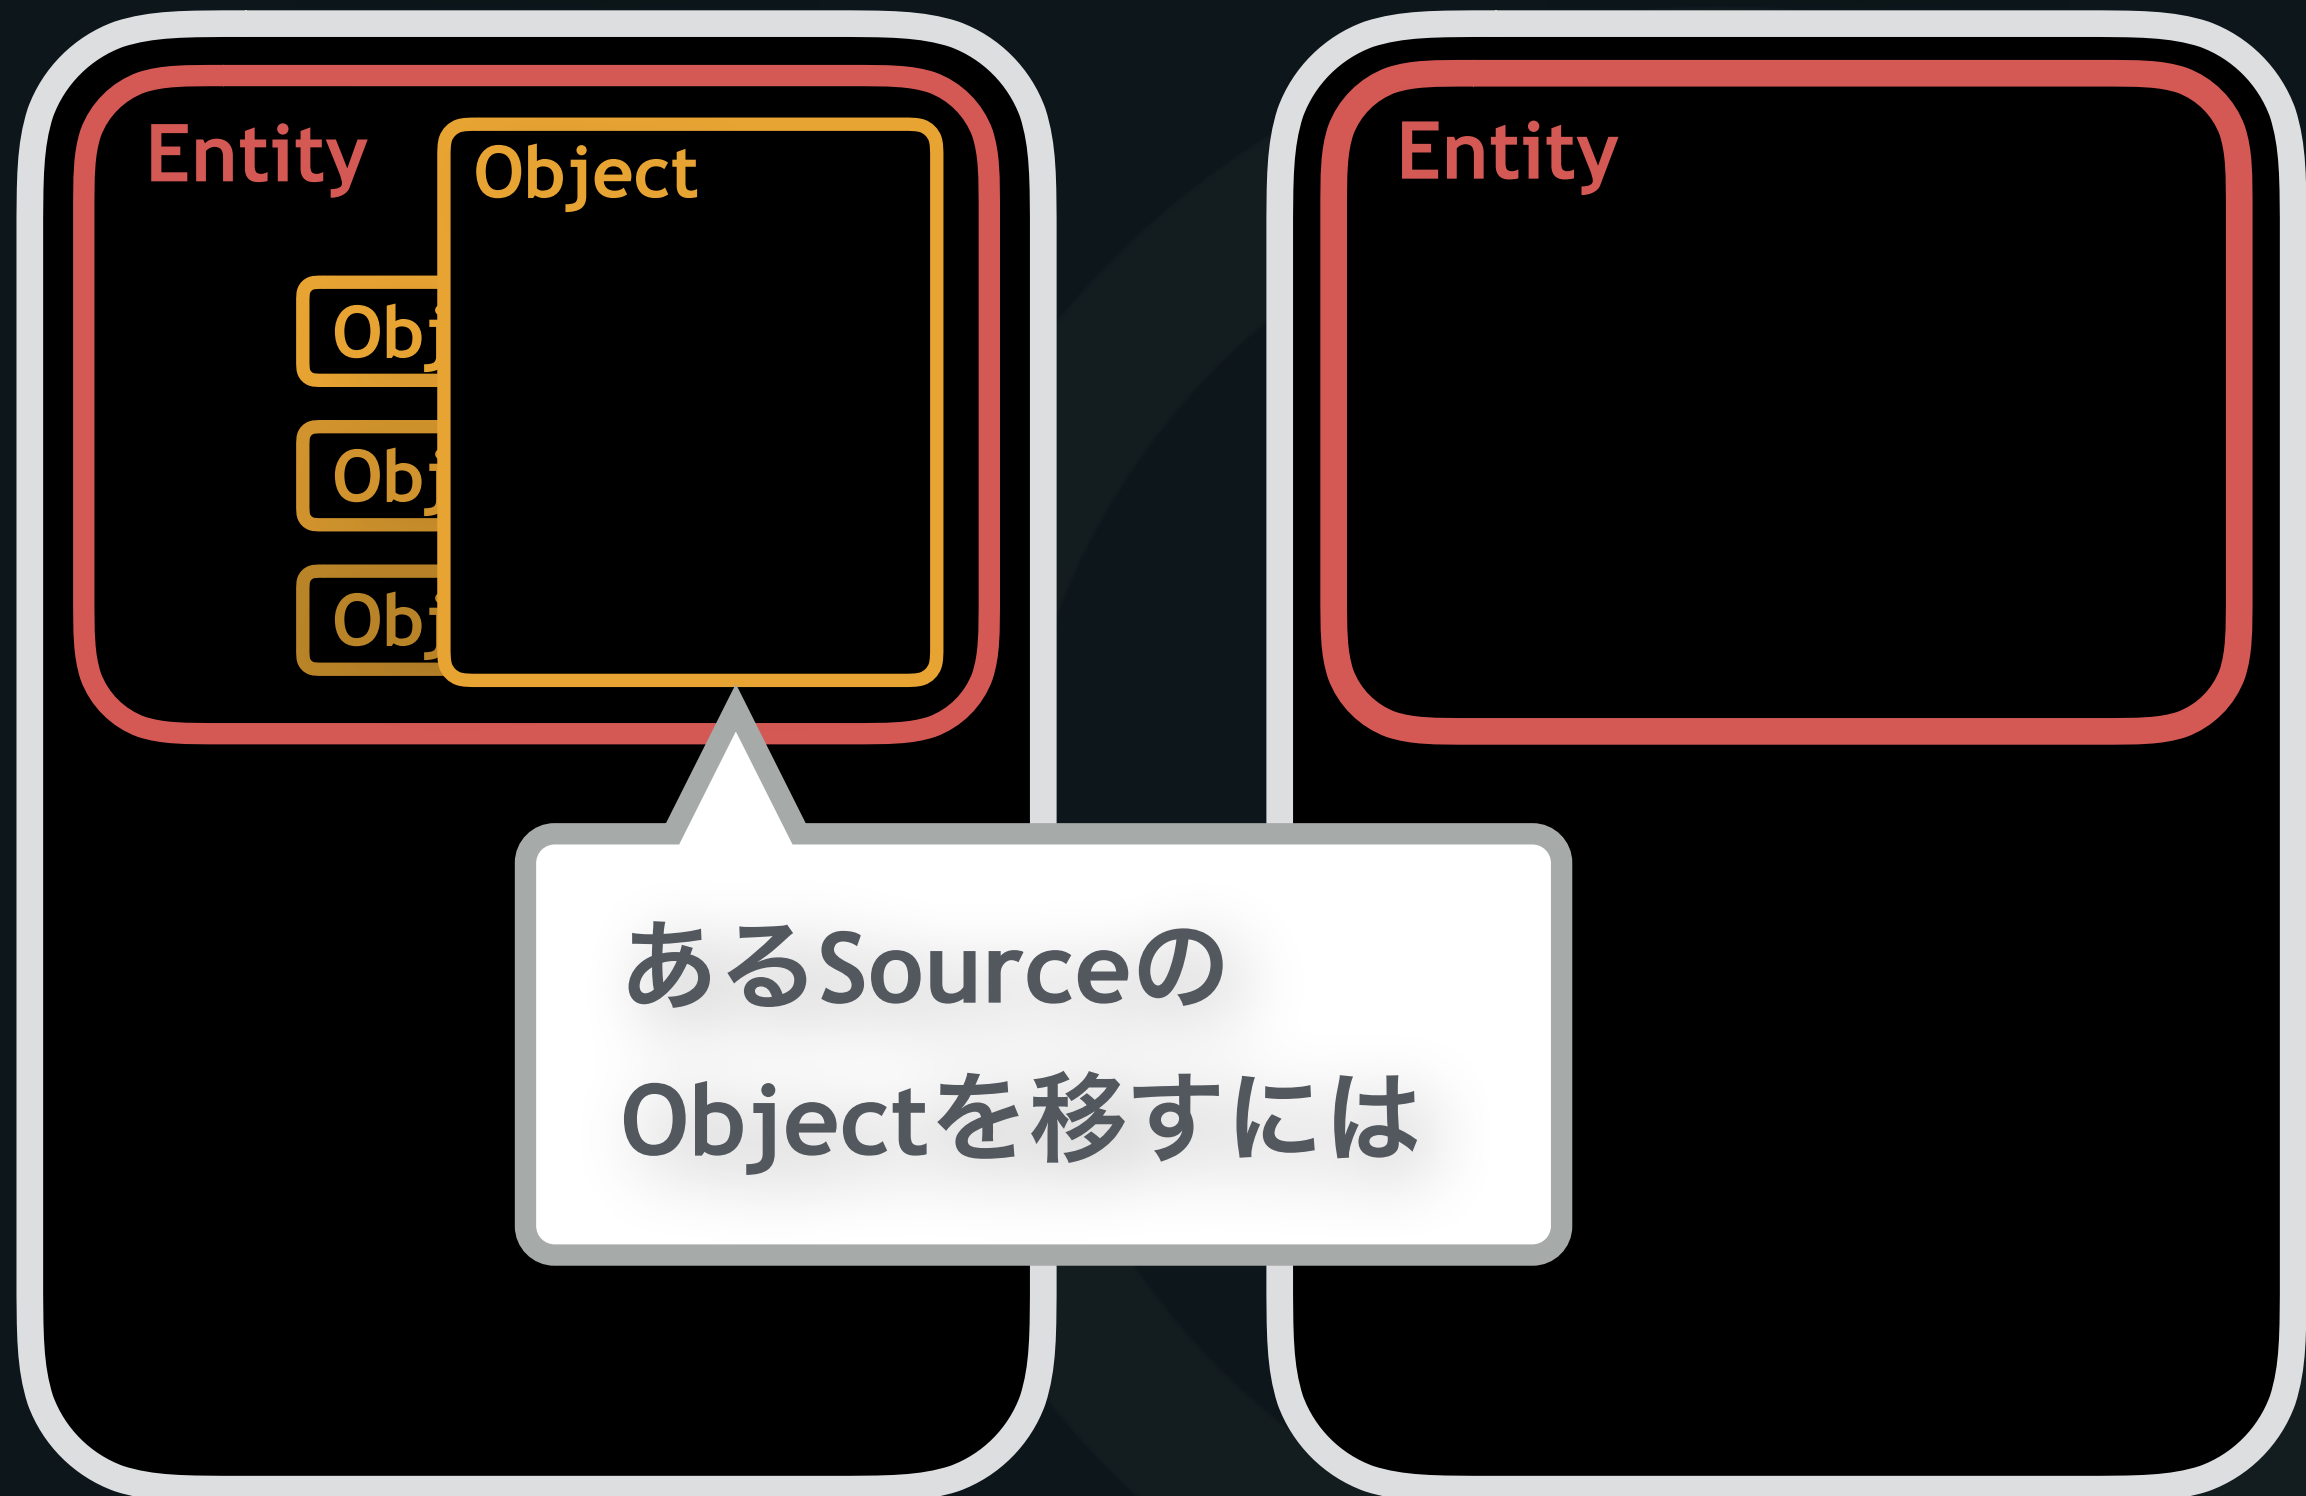 Entity
Object
Obj
Obj
Obj
Entity
あるSourceの
Objectを移すには